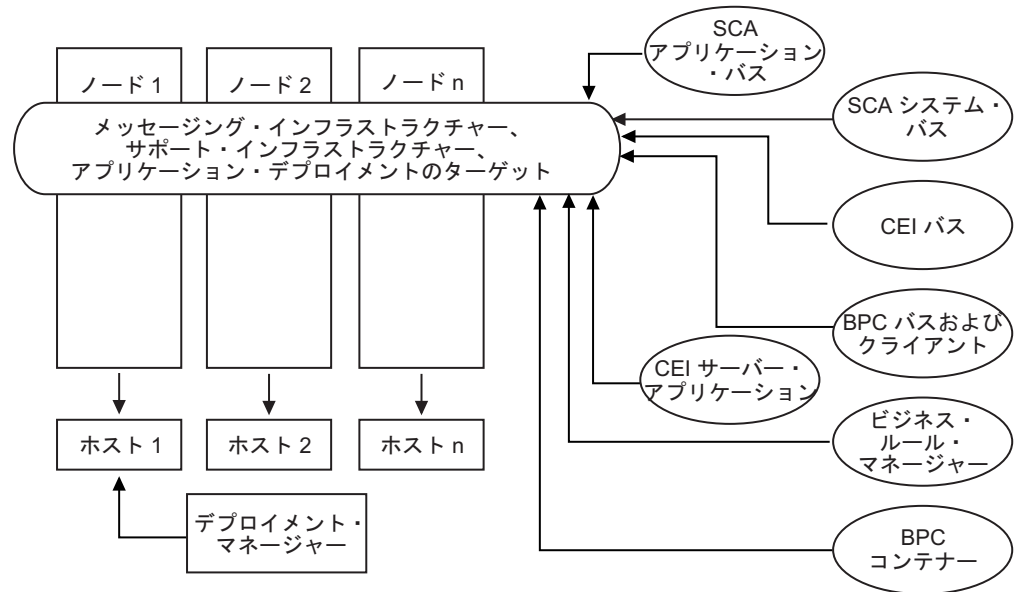 ノード 1
ノード 2
ノード n
メッセージング・インフラストラクチャー、
サポート・インフラストラクチャー、
アプリケーション・デプロイメントのターゲット
SCA
アプリケーション
・バス
SCA システム・
バス
CEI バス
BPC バスおよび
クライアント
CEI サーバー・
アプリケーション
ビジネス・
ルール・
マネージャー
BPC
コンテナー
ホスト 1
ホスト 2
ホスト n
デプロイメント・
マネージャー